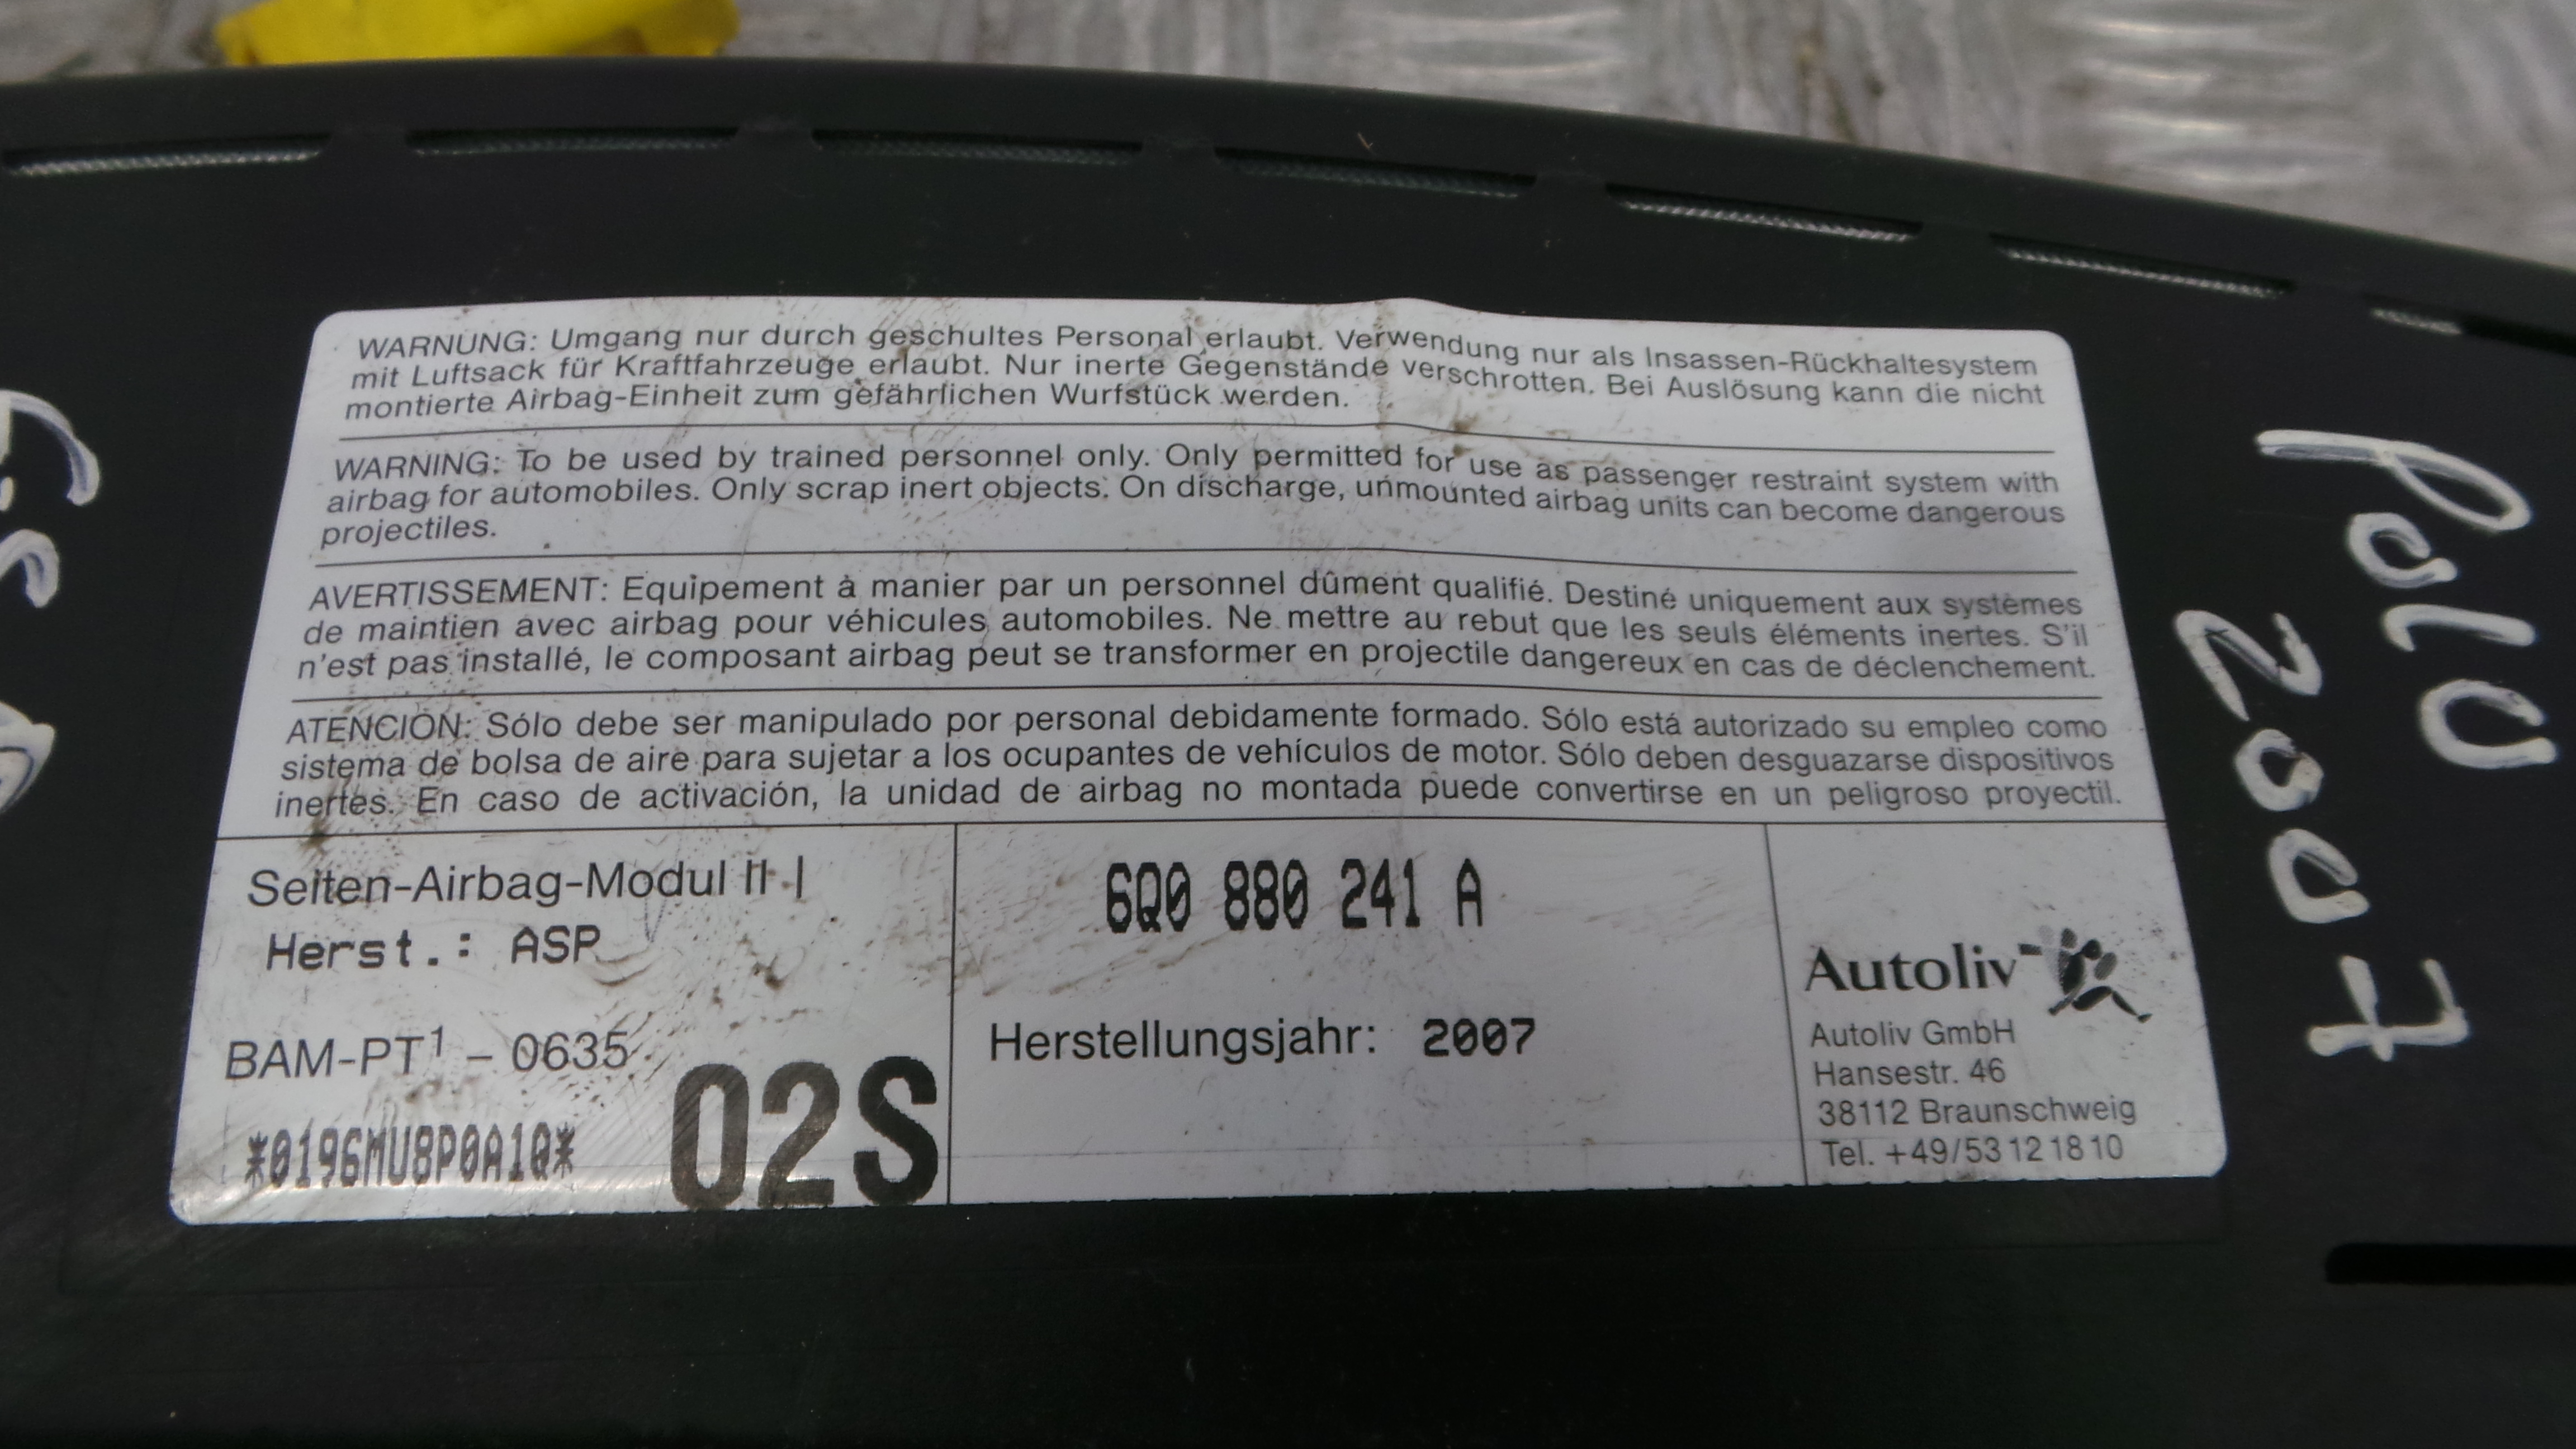 WARNUNG: Umgang nur durch geschultes Personal erlaubt. Verwendung nur als Insassen-Rückhaltesystem
mit Luftsack für Kraftfahrzeuge erlaubt. Nur inerte Gegenstände verschrotten. Bei Auslösung kann die nicht
montierte Airbag-Einheit zum gefährlichen Wurfstück werden.
WARNING: To be used by trained personnel only. Only permitted for use as passenger restraint system with
airbag for automobiles. Only scrap inert objects. On discharge, unmounted airbag units can become dangerous
projectiles.
AVERTISSEMENT: Equipement à manier par un personnel dûment qualifié. Destiné uniquement aux systèmes
de maintien avec airbag pour véhicules automobiles. Ne mettre au rebut que les seuls éléments inertes. S'il
n'est pas installé, le composant airbag peut se transformer en projectile dangereux en cas de déclenchement.
ATENCIÓN: Sólo debe ser manipulado por personal debidamente formado. Sólo está autorizado su empleo como
sistema de bolsa de aire para sujetar a los ocupantes de vehículos de motor. Sólo deben desguazarse dispositivos
inertes. En caso de activación, la unidad de airbag no montada puede convertirse en un peligroso proyectil.
Seiten-Airbag-Modul II I
Herst.: ASP
BAM-PT¹ – 0635
*0196MU8P0A1Q*
02S
6Q0 880 241 A
Herstellungsjahr: 2007
Autoliv
Autoliv GmbH
Hansestr. 46
38112 Braunschweig
Tel. +49/53 12 18 10
POLO
2007